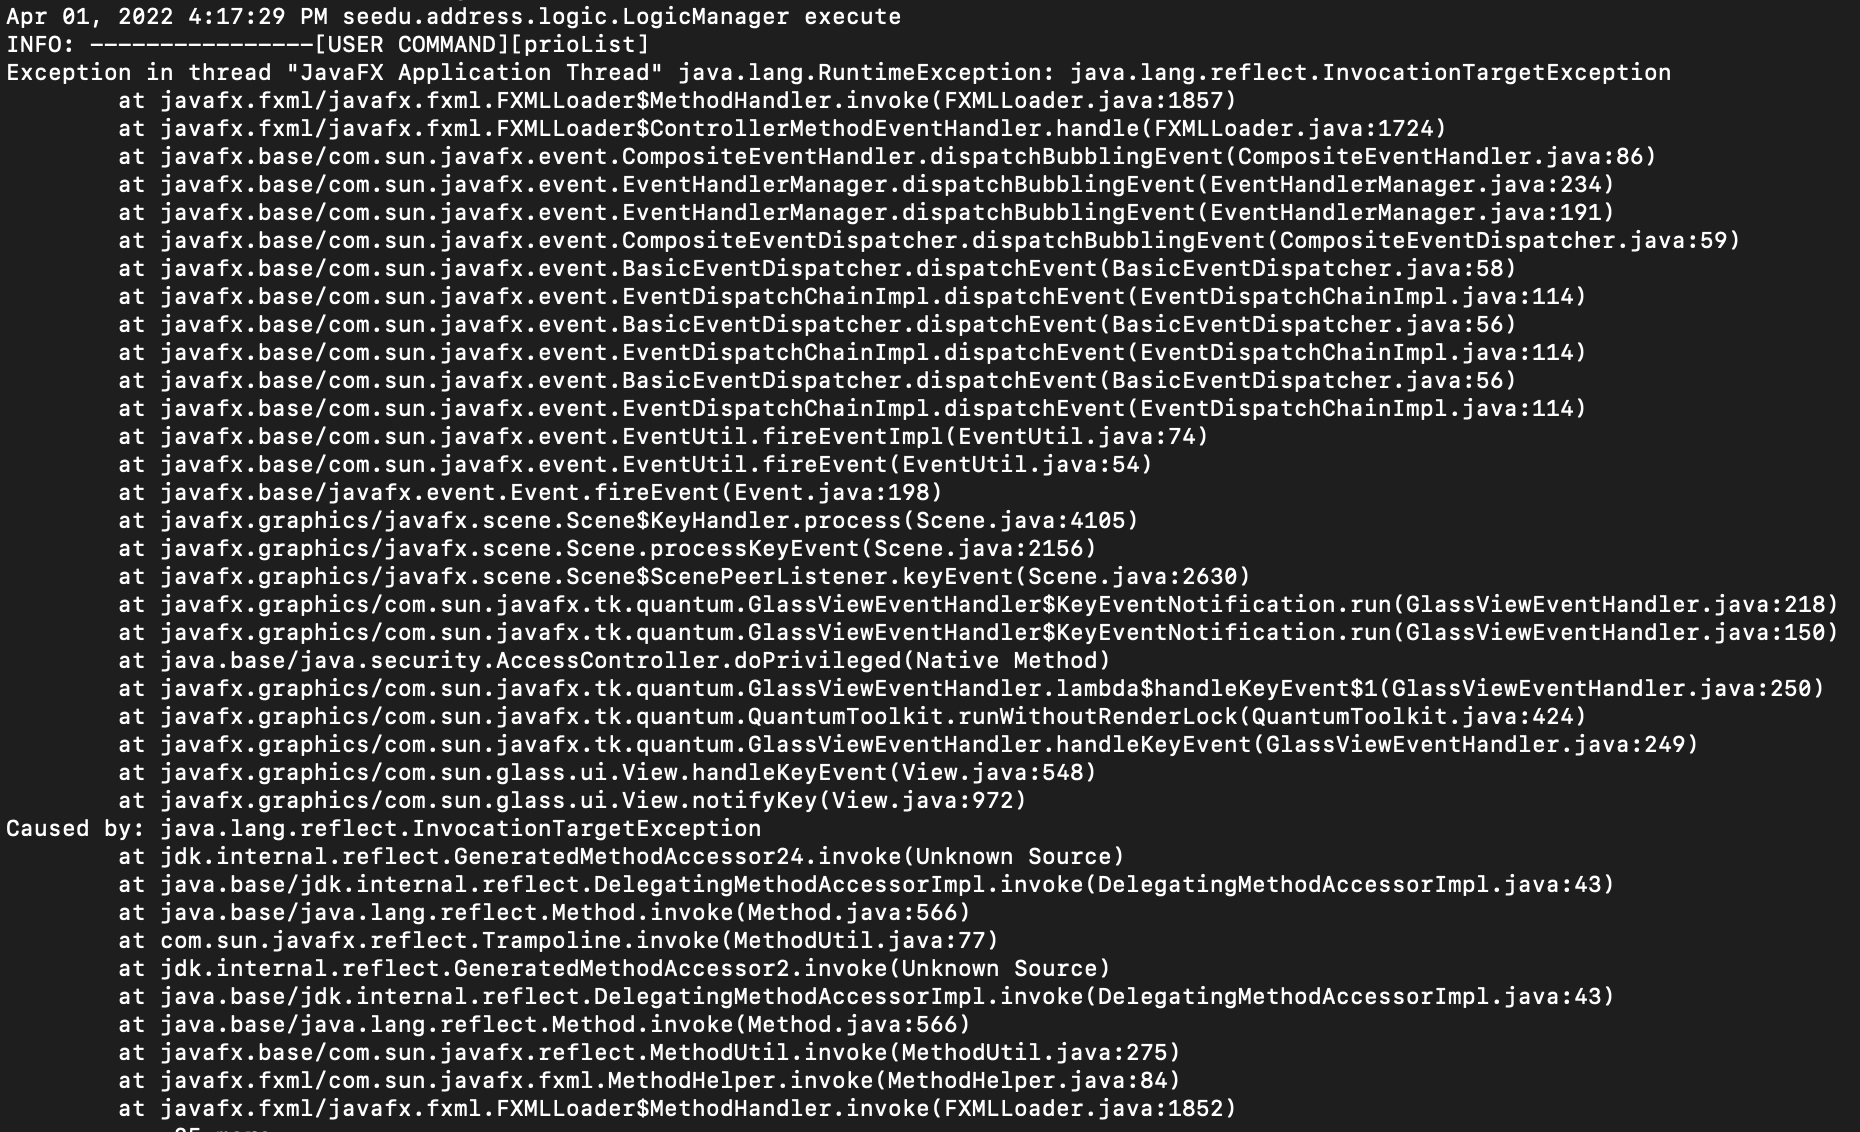 Apr 01, 2022 4:17:29 PM seedu.address.logic.LogicManager execute
INFO: ----------------[USER COMMAND][prioList]
Exception in thread "JavaFX Application Thread" java.lang.RuntimeException: java.lang.reflect.InvocationTargetException
        at javafx.fxml/javafx.fxml.FXMLLoader$MethodHandler.invoke(FXMLLoader.java:1857)
        at javafx.fxml/javafx.fxml.FXMLLoader$ControllerMethodEventHandler.handle(FXMLLoader.java:1724)
        at javafx.base/com.sun.javafx.event.CompositeEventHandler.dispatchBubblingEvent(CompositeEventHandler.java:86)
        at javafx.base/com.sun.javafx.event.EventHandlerManager.dispatchBubblingEvent(EventHandlerManager.java:234)
        at javafx.base/com.sun.javafx.event.EventHandlerManager.dispatchBubblingEvent(EventHandlerManager.java:191)
        at javafx.base/com.sun.javafx.event.CompositeEventDispatcher.dispatchBubblingEvent(CompositeEventDispatcher.java:59)
        at javafx.base/com.sun.javafx.event.BasicEventDispatcher.dispatchEvent(BasicEventDispatcher.java:58)
        at javafx.base/com.sun.javafx.event.EventDispatchChainImpl.dispatchEvent(EventDispatchChainImpl.java:114)
        at javafx.base/com.sun.javafx.event.BasicEventDispatcher.dispatchEvent(BasicEventDispatcher.java:56)
        at javafx.base/com.sun.javafx.event.EventDispatchChainImpl.dispatchEvent(EventDispatchChainImpl.java:114)
        at javafx.base/com.sun.javafx.event.BasicEventDispatcher.dispatchEvent(BasicEventDispatcher.java:56)
        at javafx.base/com.sun.javafx.event.EventDispatchChainImpl.dispatchEvent(EventDispatchChainImpl.java:114)
        at javafx.base/com.sun.javafx.event.EventUtil.fireEventImpl(EventUtil.java:74)
        at javafx.base/com.sun.javafx.event.EventUtil.fireEvent(EventUtil.java:54)
        at javafx.base/javafx.event.Event.fireEvent(Event.java:198)
        at javafx.graphics/javafx.scene.Scene$KeyHandler.process(Scene.java:4105)
        at javafx.graphics/javafx.scene.Scene.processKeyEvent(Scene.java:2156)
        at javafx.graphics/javafx.scene.Scene$ScenePeerListener.keyEvent(Scene.java:2630)
        at javafx.graphics/com.sun.javafx.tk.quantum.GlassViewEventHandler$KeyEventNotification.run(GlassViewEventHandler.java:218)
        at javafx.graphics/com.sun.javafx.tk.quantum.GlassViewEventHandler$KeyEventNotification.run(GlassViewEventHandler.java:150)
        at java.base/java.security.AccessController.doPrivileged(Native Method)
        at javafx.graphics/com.sun.javafx.tk.quantum.GlassViewEventHandler.lambda$handleKeyEvent$1(GlassViewEventHandler.java:250)
        at javafx.graphics/com.sun.javafx.tk.quantum.QuantumToolkit.runWithoutRenderLock(QuantumToolkit.java:424)
        at javafx.graphics/com.sun.javafx.tk.quantum.GlassViewEventHandler.handleKeyEvent(GlassViewEventHandler.java:249)
        at javafx.graphics/com.sun.glass.ui.View.handleKeyEvent(View.java:548)
        at javafx.graphics/com.sun.glass.ui.View.notifyKey(View.java:972)
Caused by: java.lang.reflect.InvocationTargetException
        at jdk.internal.reflect.GeneratedMethodAccessor24.invoke(Unknown Source)
        at java.base/jdk.internal.reflect.DelegatingMethodAccessorImpl.invoke(DelegatingMethodAccessorImpl.java:43)
        at java.base/java.lang.reflect.Method.invoke(Method.java:566)
        at com.sun.javafx.reflect.Trampoline.invoke(MethodUtil.java:77)
        at jdk.internal.reflect.GeneratedMethodAccessor2.invoke(Unknown Source)
        at java.base/jdk.internal.reflect.DelegatingMethodAccessorImpl.invoke(DelegatingMethodAccessorImpl.java:43)
        at java.base/java.lang.reflect.Method.invoke(Method.java:566)
        at javafx.base/com.sun.javafx.reflect.MethodUtil.invoke(MethodUtil.java:275)
        at javafx.fxml/com.sun.javafx.fxml.MethodHelper.invoke(MethodHelper.java:84)
        at javafx.fxml/javafx.fxml.FXMLLoader$MethodHandler.invoke(FXMLLoader.java:1852)